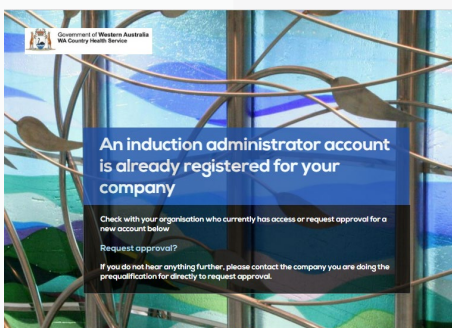 Government of Western Australia
WA Country Health Service
An induction administrator account
is already registered for your
company
Check with your organisation who currently has access or request approval for a
new account below
Request approval?
If you do not hear anything further, please contact the company you are doing the
prequalification for directly to request approval.